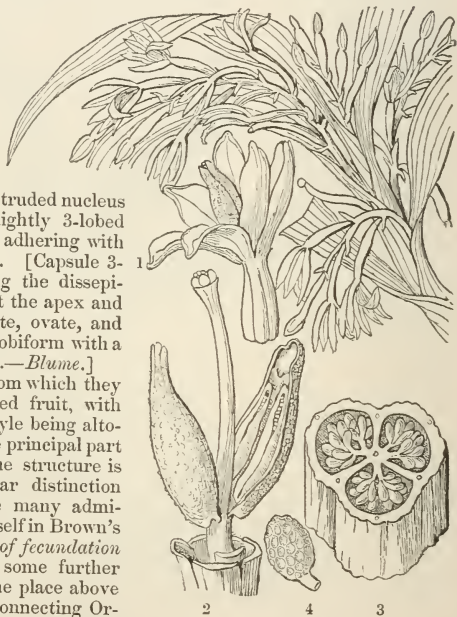 truded nucleus
lightly 3-lobed
adhering with
. [Capsule 3-
g the dissepi-
t the apex and
te, ovate, and
obiform with a
.—Blume.]
om which they
ed fruit, with
yle being alto-
e principal part
ne structure is
ar distinction
e many admi-
self in Brown's
of fecundation
some further
ne place above
onnecting Or-
1
2 4 3